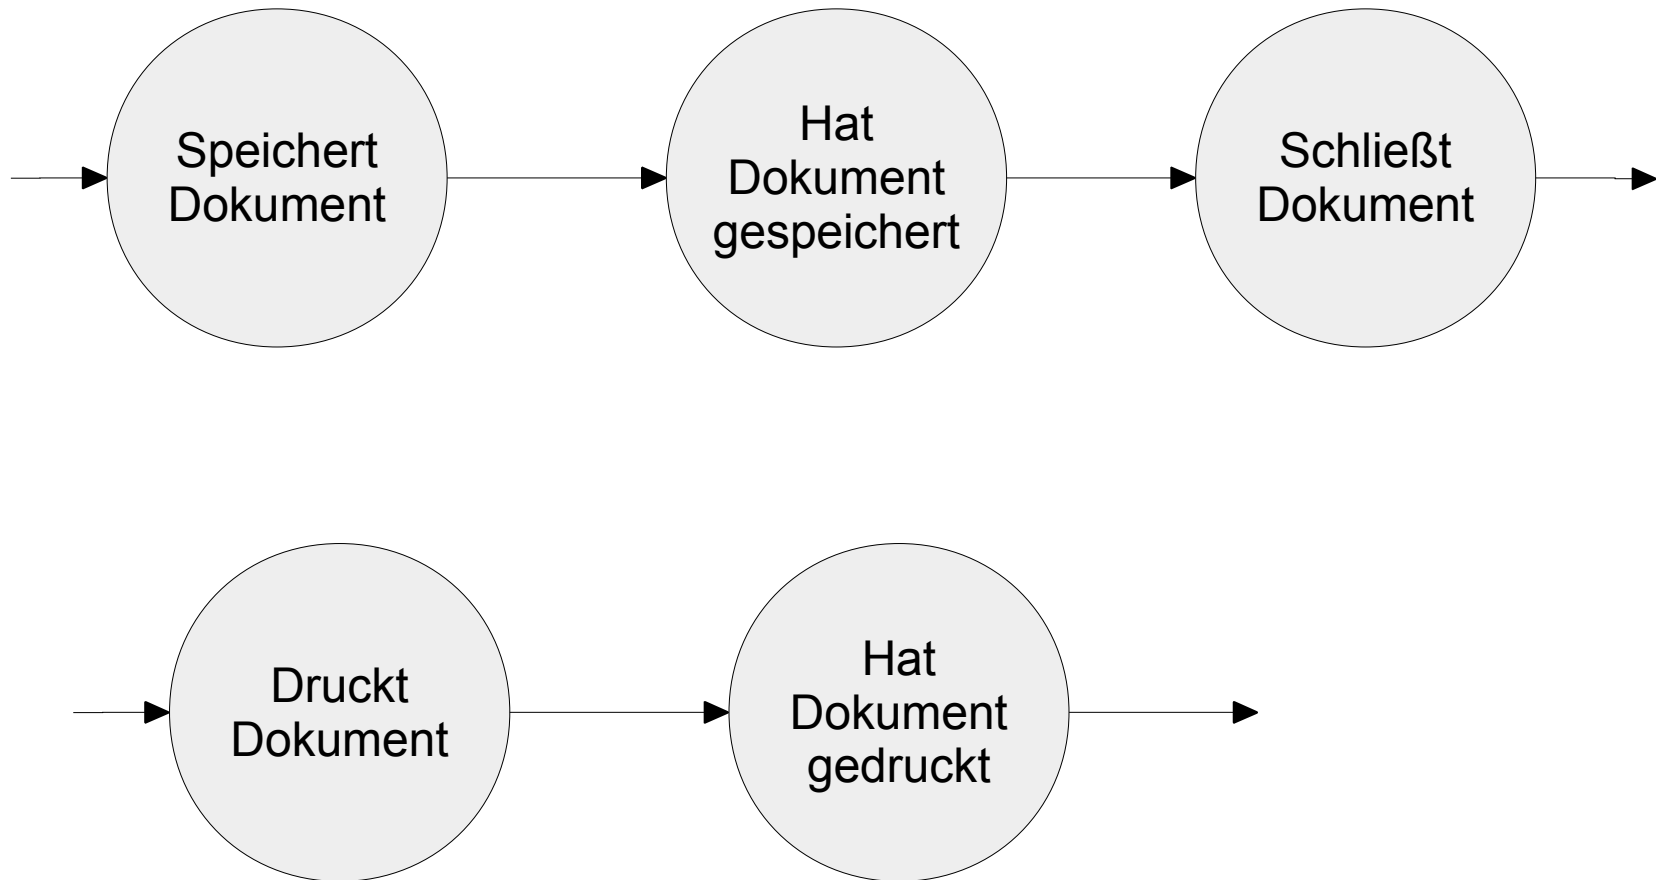 Speichert
Dokument
Hat
Dokument
gespeichert
Schließt
Dokument
Druckt
Dokument
Hat
Dokument
gedruckt